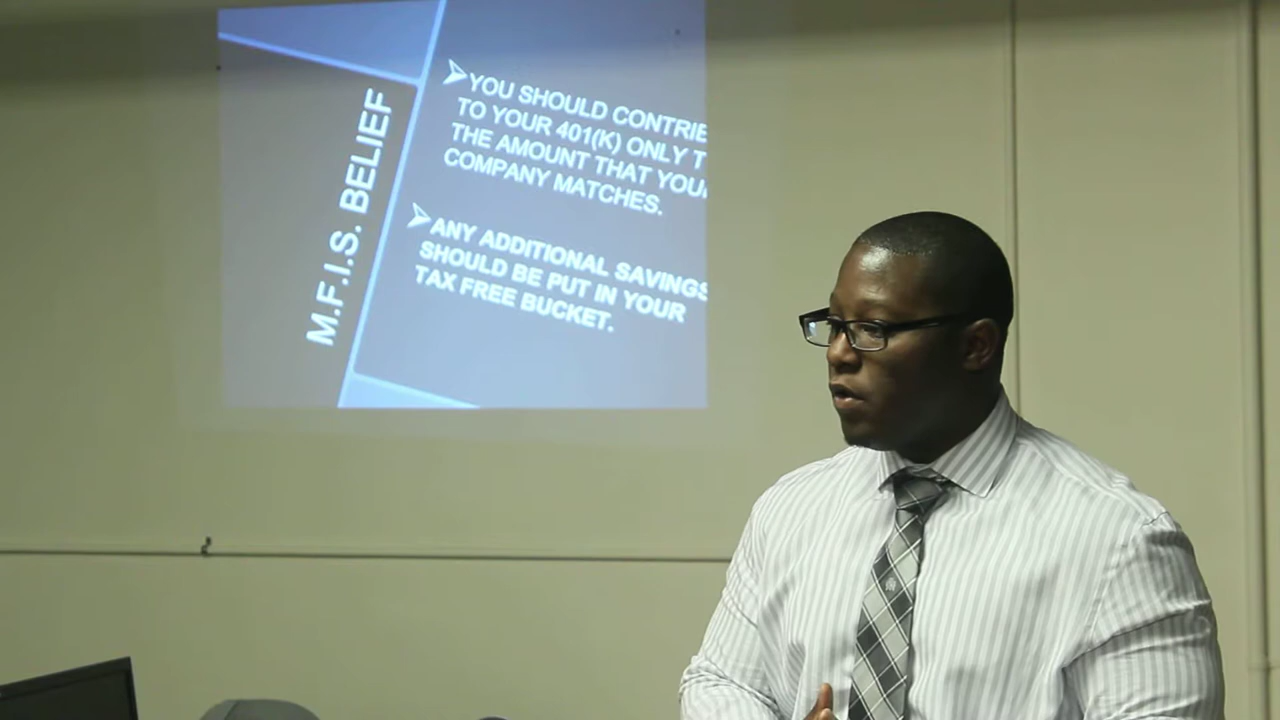 M.F.I.S. BELIEF
YOU SHOULD CONTRIB
TO YOUR 401(K) ONLY T
THE AMOUNT THAT YOU
COMPANY MATCHES.
ANY ADDITIONAL SAVINGS
SHOULD BE PUT IN YOUR
TAX FREE BUCKET.